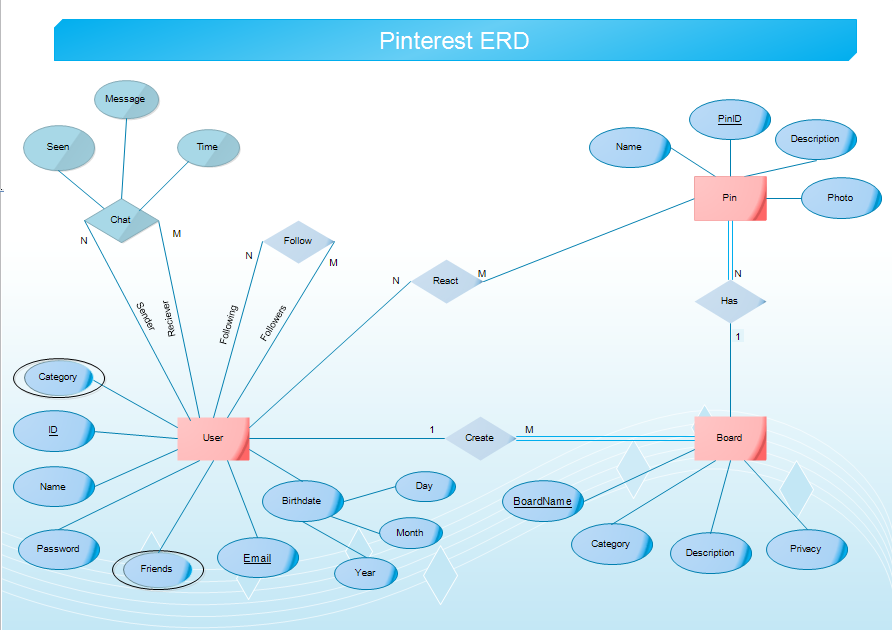 Pinterest ERD
Message
Seen
Time
Chat
N
M
Sender
Reciever
Follow
N
M
Following
Followers
React
N
M
Name
PinID
Description
Photo
Pin
N
Has
1
Category
ID
Name
Password
Friends
Email
User
Birthdate
Day
Month
Year
1
Create
M
Board
BoardName
Category
Description
Privacy